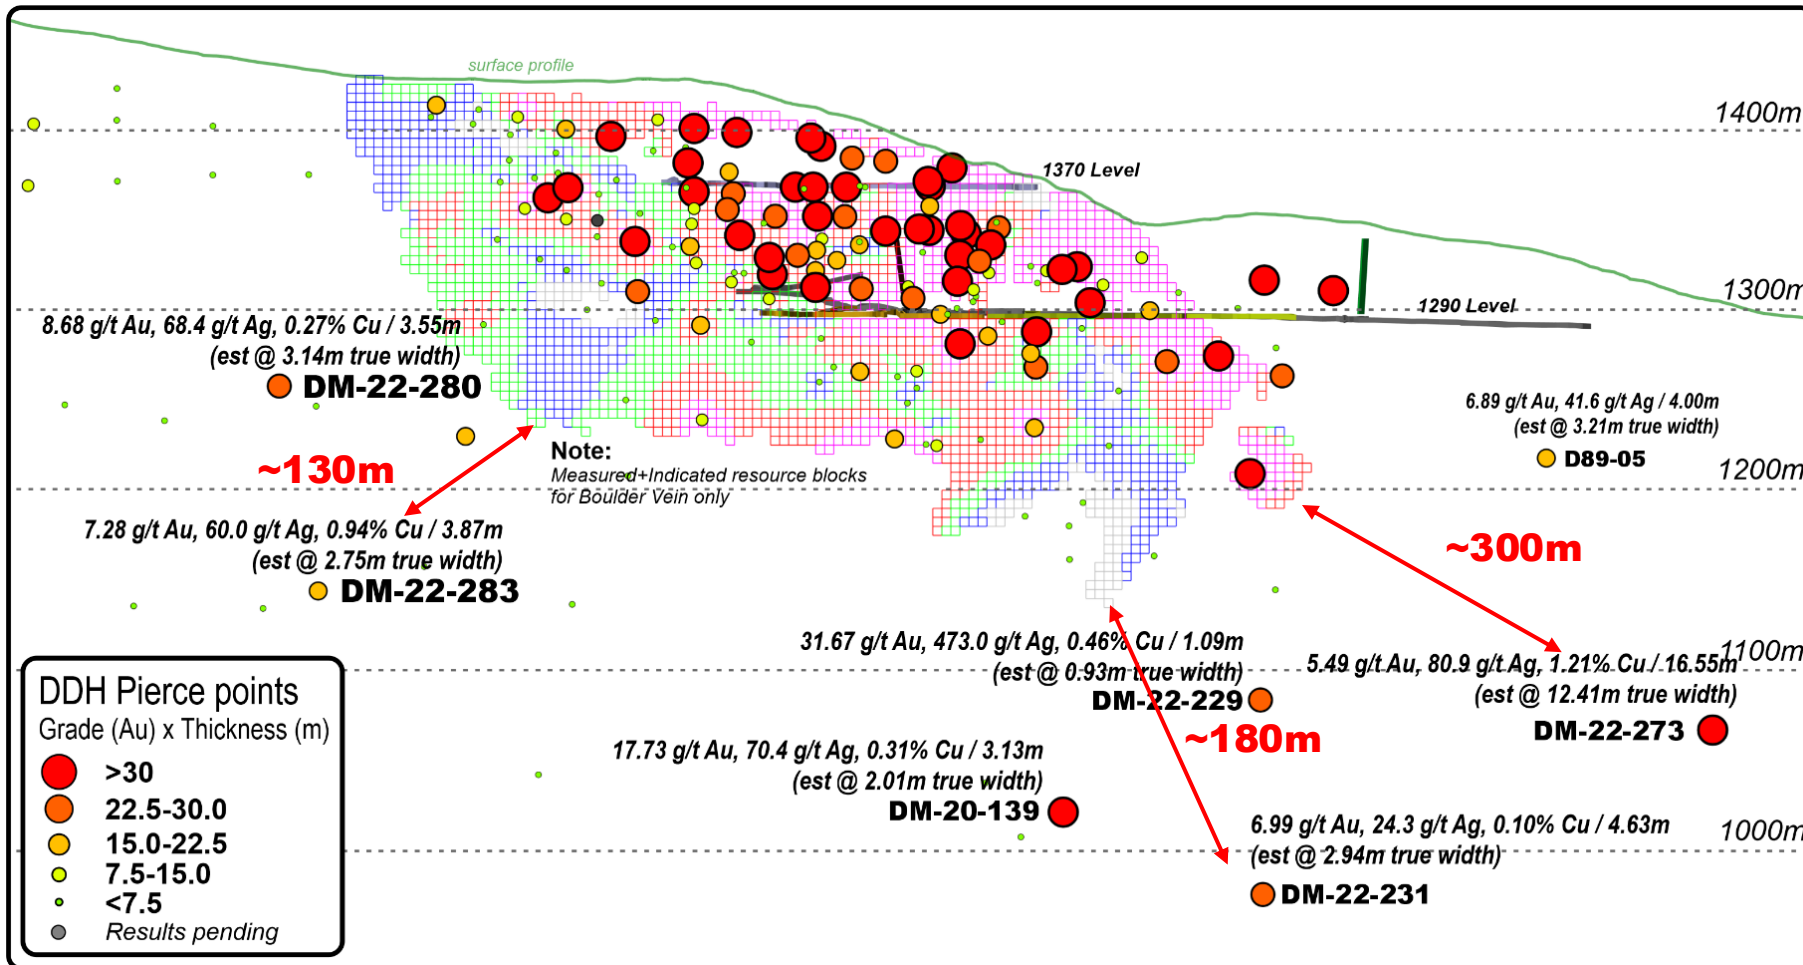 surface profile
1400m
1370 Level
1300m
1290 Level
8.68 g/t Au, 68.4 g/t Ag, 0.27% Cu / 3.55m
(est @ 3.14m true width)
DM-22-280
6.89 g/t Au, 41.6 g/t Ag / 4.00m
(est @ 3.21m true width)
D89-05
~130m
Note:
Measured+Indicated resource blocks
for Boulder Vein only
1200m
7.28 g/t Au, 60.0 g/t Ag, 0.94% Cu / 3.87m
(est @ 2.75m true width)
DM-22-283
~300m
31.67 g/t Au, 473.0 g/t Ag, 0.46% Cu / 1.09m
(est @ 0.93m true width)
DM-22-229
1100m
5.49 g/t Au, 80.9 g/t Ag, 1.21% Cu / 16.55m
(est @ 12.41m true width)
DM-22-273
~180m
17.73 g/t Au, 70.4 g/t Ag, 0.31% Cu / 3.13m
(est @ 2.01m true width)
DM-20-139
1000m
6.99 g/t Au, 24.3 g/t Ag, 0.10% Cu / 4.63m
(est @ 2.94m true width)
DM-22-231
DDH Pierce points
Grade (Au) x Thickness (m)
>30
22.5-30.0
15.0-22.5
7.5-15.0
<7.5
Results pending